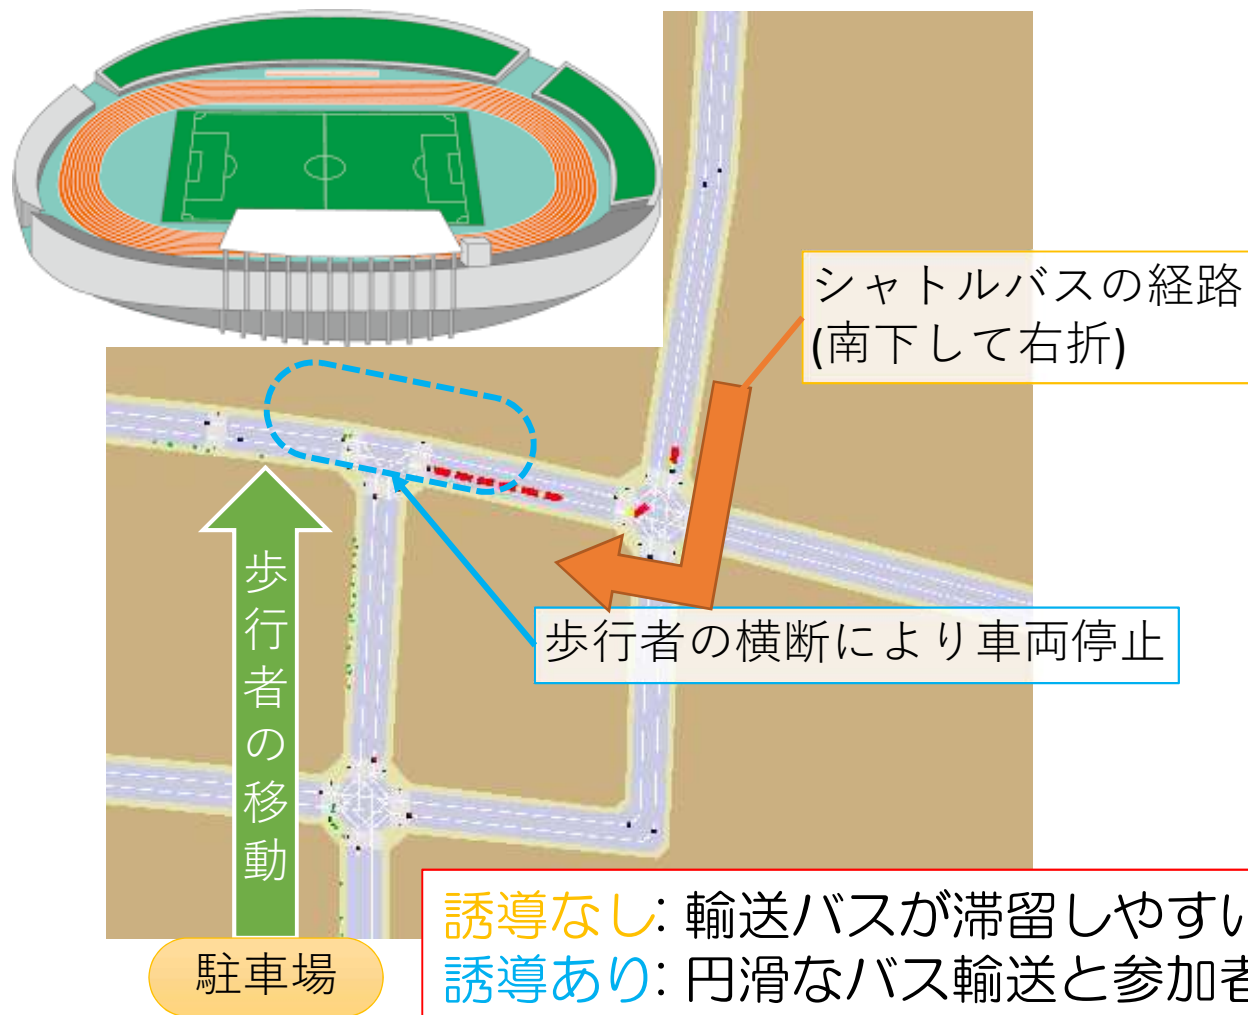 シャトルバスの経路
(南下して右折)
歩行者の横断により車両停止
歩行者の移動
駐車場
誘導なし: 輸送バスが滞留しやすい
誘導あり: 円滑なバス輸送と参加者